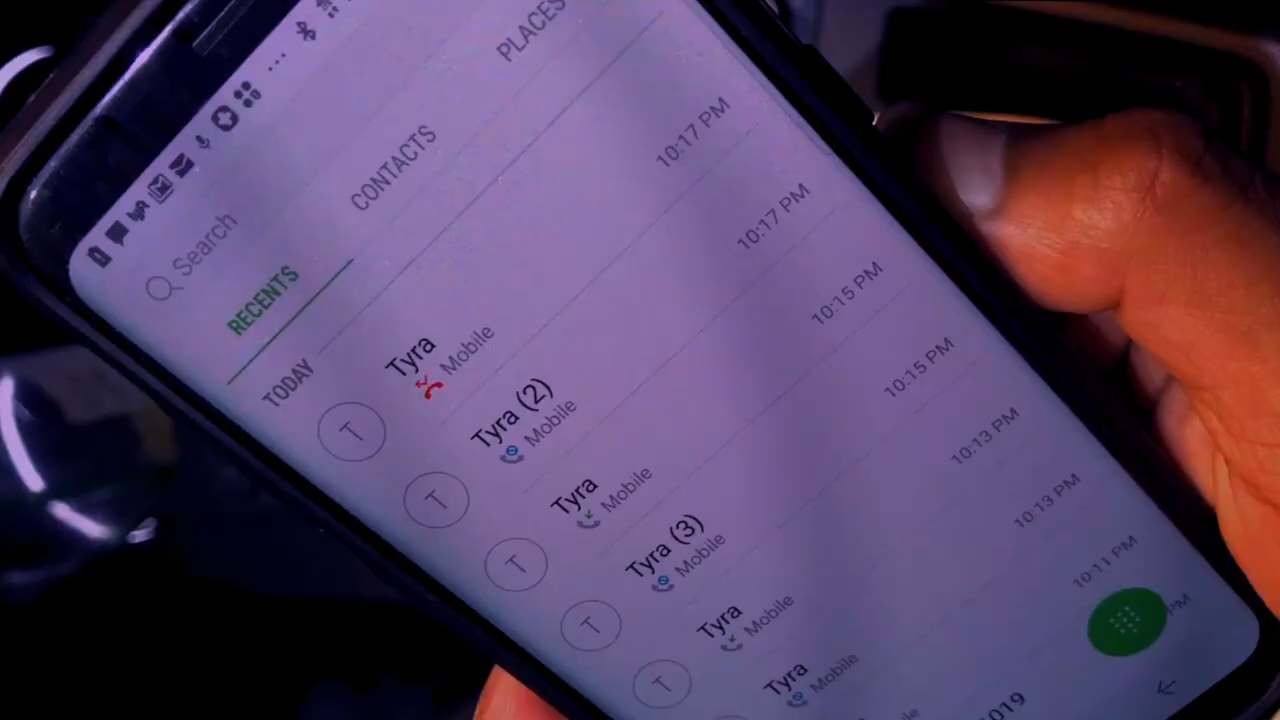 Search
RECENTS CONTACTS PLACES
TODAY
T Tyra 10:17 PM
Mobile
T Tyra (2) 10:17 PM
Mobile
T Tyra 10:15 PM
Mobile
T Tyra (3) 10:15 PM
Mobile
T Tyra 10:13 PM
Mobile
Tyra 10:13 PM
Mobile
10:11 PM
PM